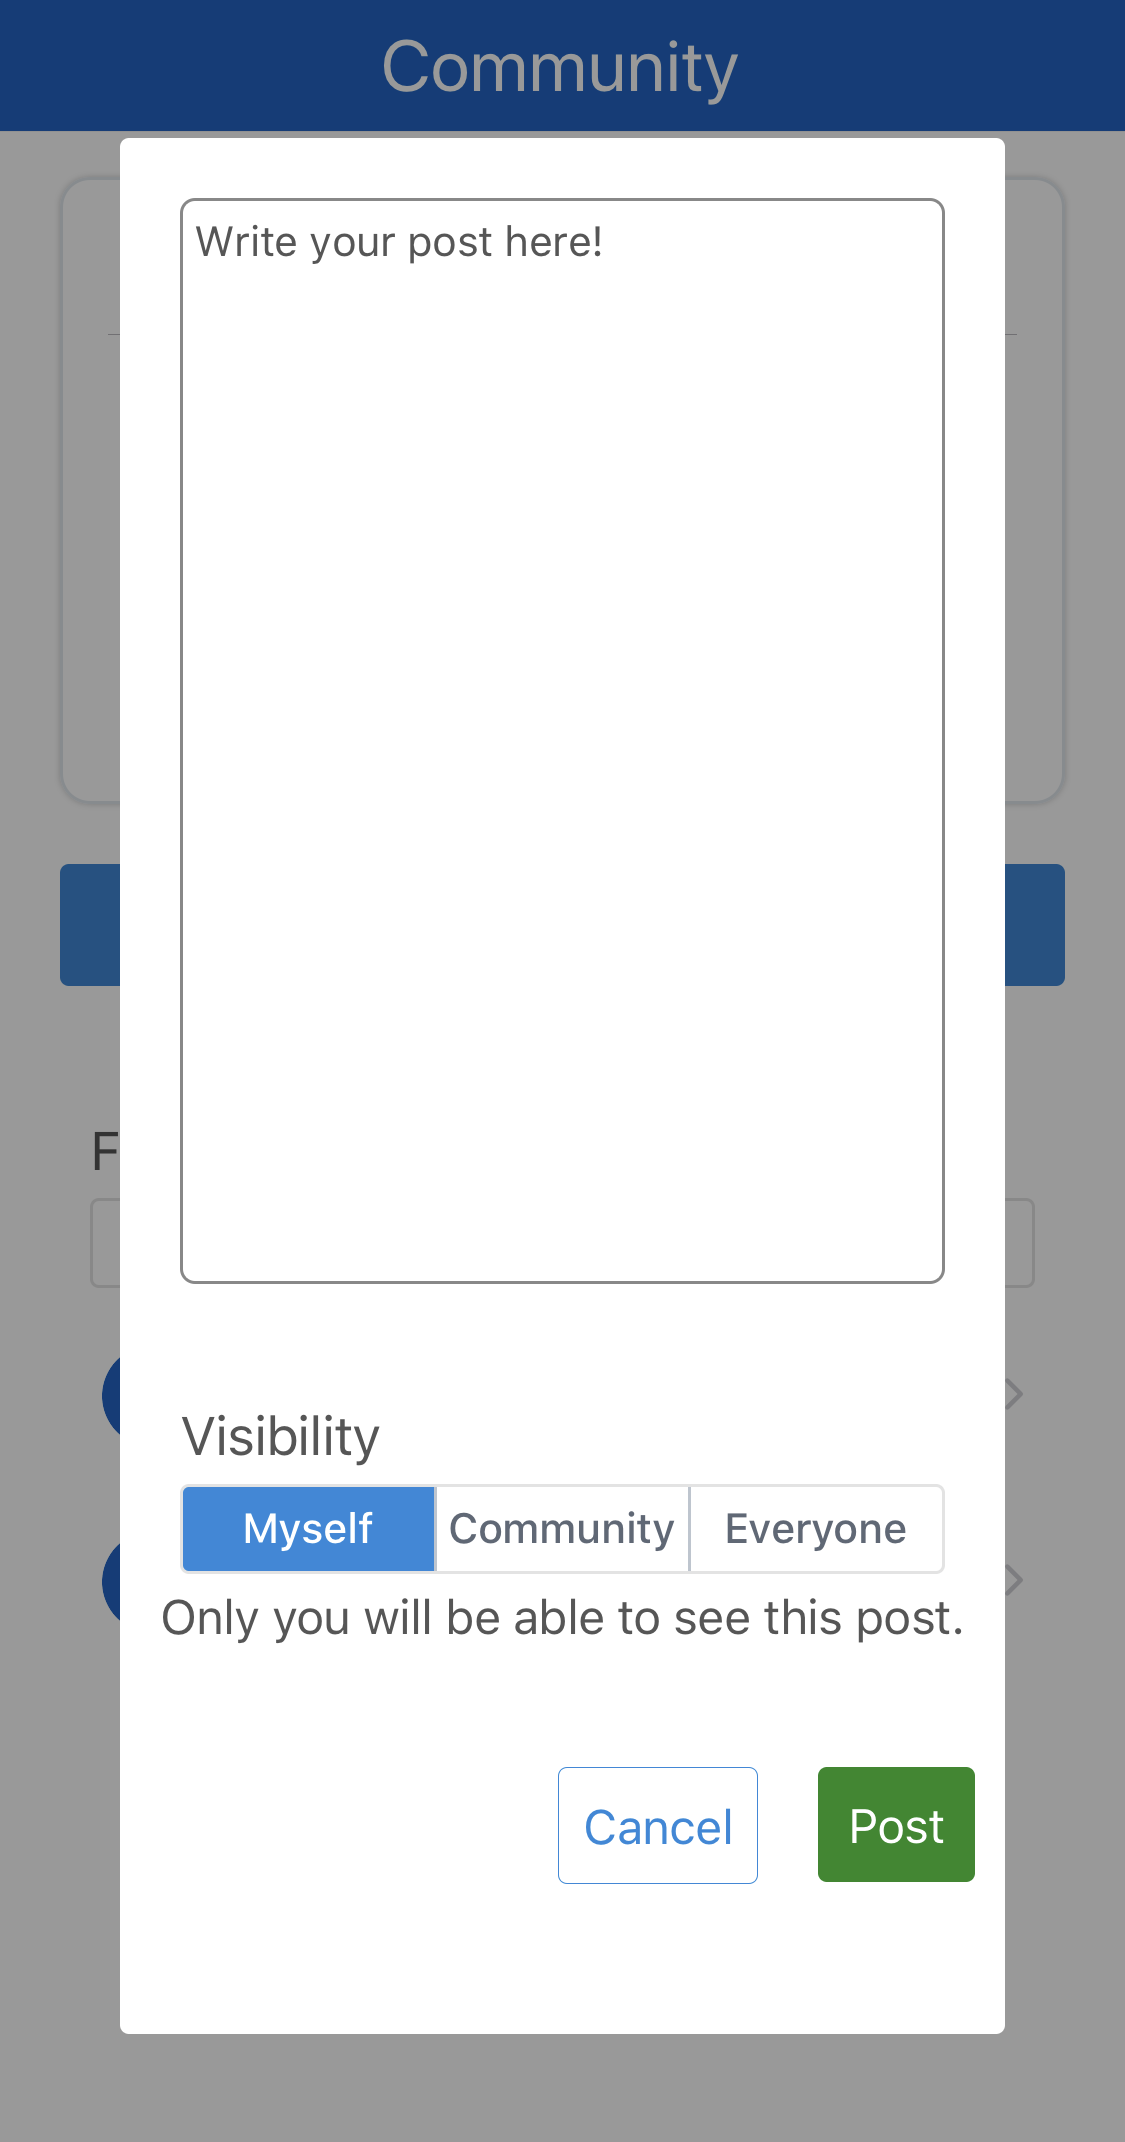 Community
Write your post here!
F
Visibility
Myself Community Everyone
Only you will be able to see this post.
Cancel Post